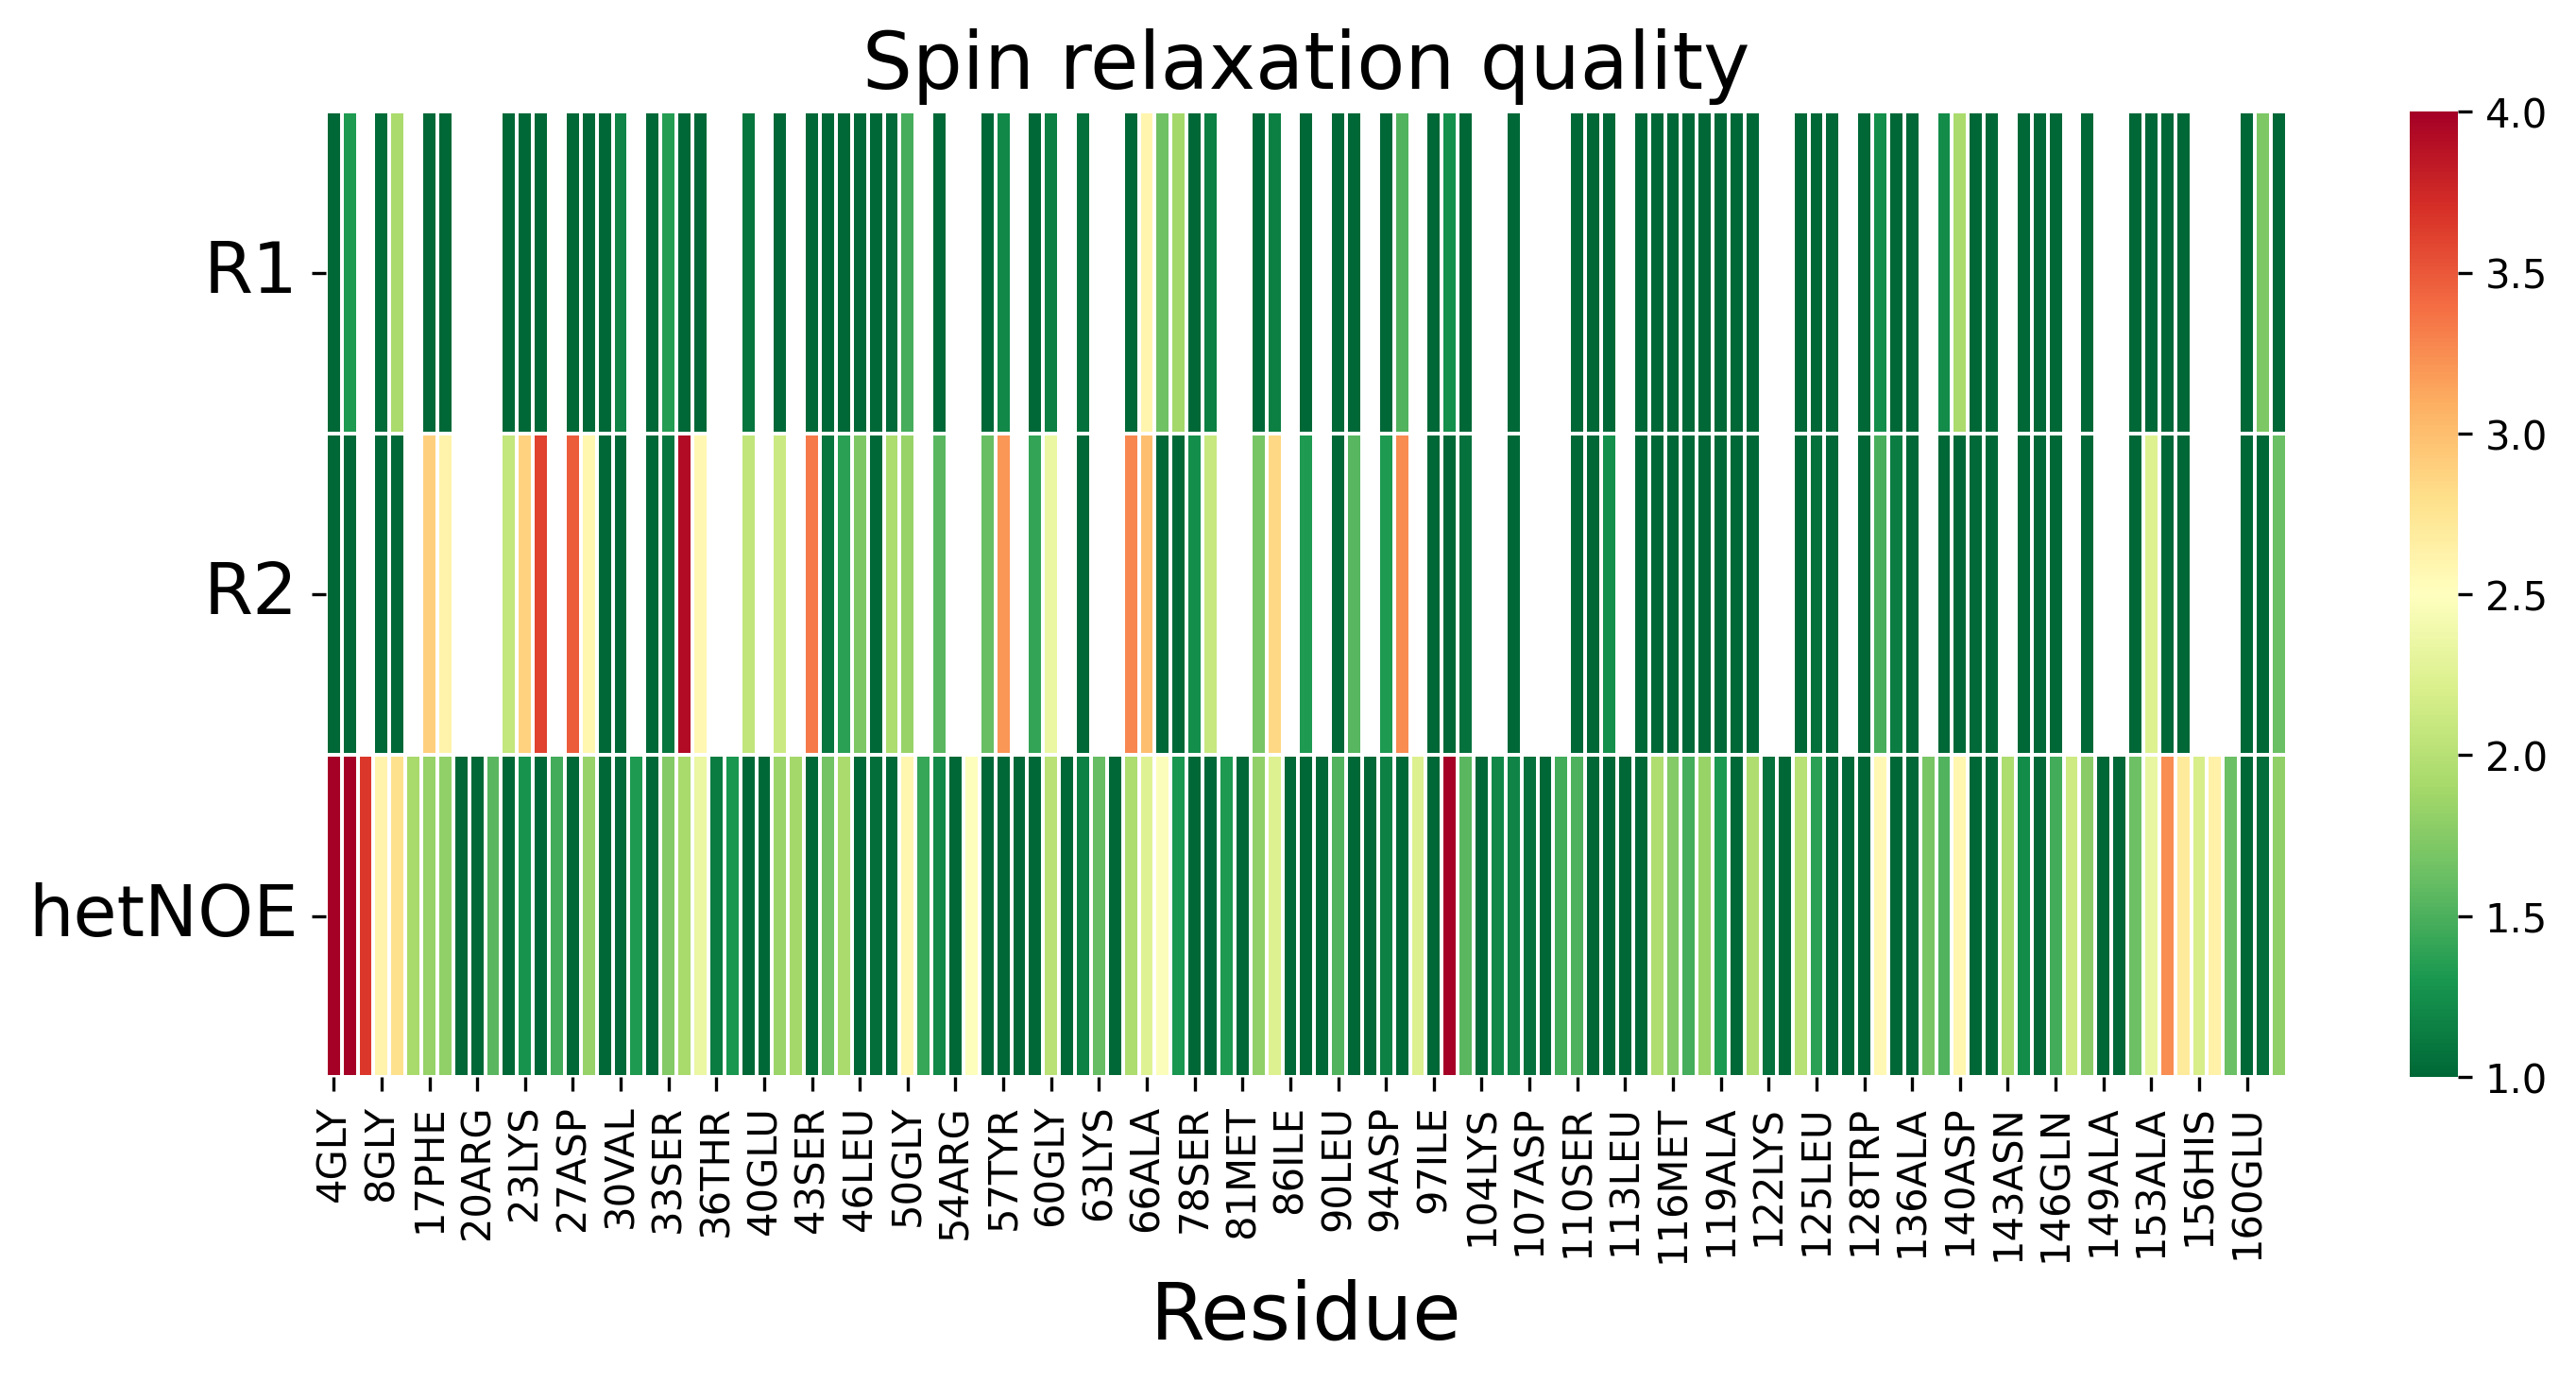 Spin relaxation quality
R1
R2
hetNOE
4GLY
8GLY
17PHE
20ARG
23LYS
27ASP
30VAL
33SER
36THR
40GLU
43SER
46LEU
50GLY
54ARG
57TYR
60GLY
63LYS
66ALA
78SER
81MET
86ILE
90LEU
94ASP
97ILE
104LYS
107ASP
110SER
113LEU
116MET
119ALA
122LYS
125LEU
128TRP
136ALA
140ASP
143ASN
146GLN
149ALA
153ALA
156HIS
160GLU
Residue
4.0
3.5
3.0
2.5
2.0
1.5
1.0